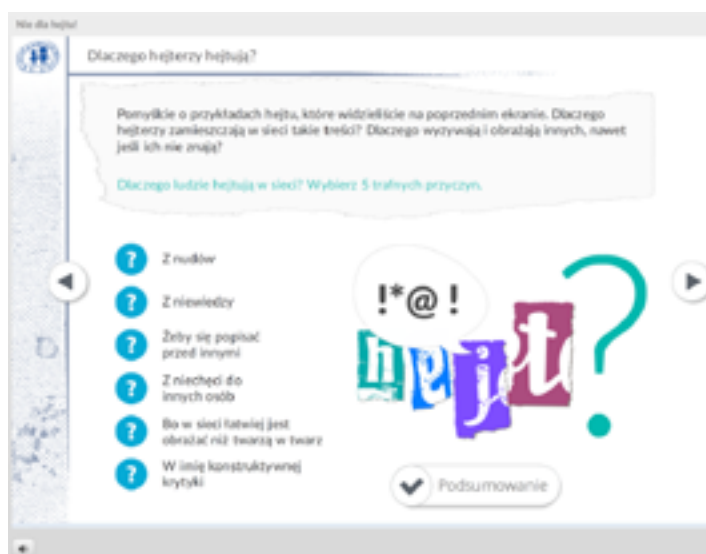 Nie dla hejtu!
Dlaczego hejterzy hejtują?
Pomyślcie o przykładach hejtu, które widzieliście na poprzednim ekranie. Dlaczego
hejterzy zamieszczają w sieci takie treści? Dlaczego wyzywają i obrażają innych, nawet
jeśli ich nie znają?
Dlaczego ludzie hejtują w sieci? Wybierz 5 trafnych przyczyn.
? Z nudów
? Z niewiedzy
? Żeby się popisać
przed innymi
? Z niechęci do
innych osób
? Bo w sieci łatwiej jest
obrażać niż twarzą w twarz
? W imię konstruktywnej
krytyki
!*@ !
hejt ?
Podsumowanie